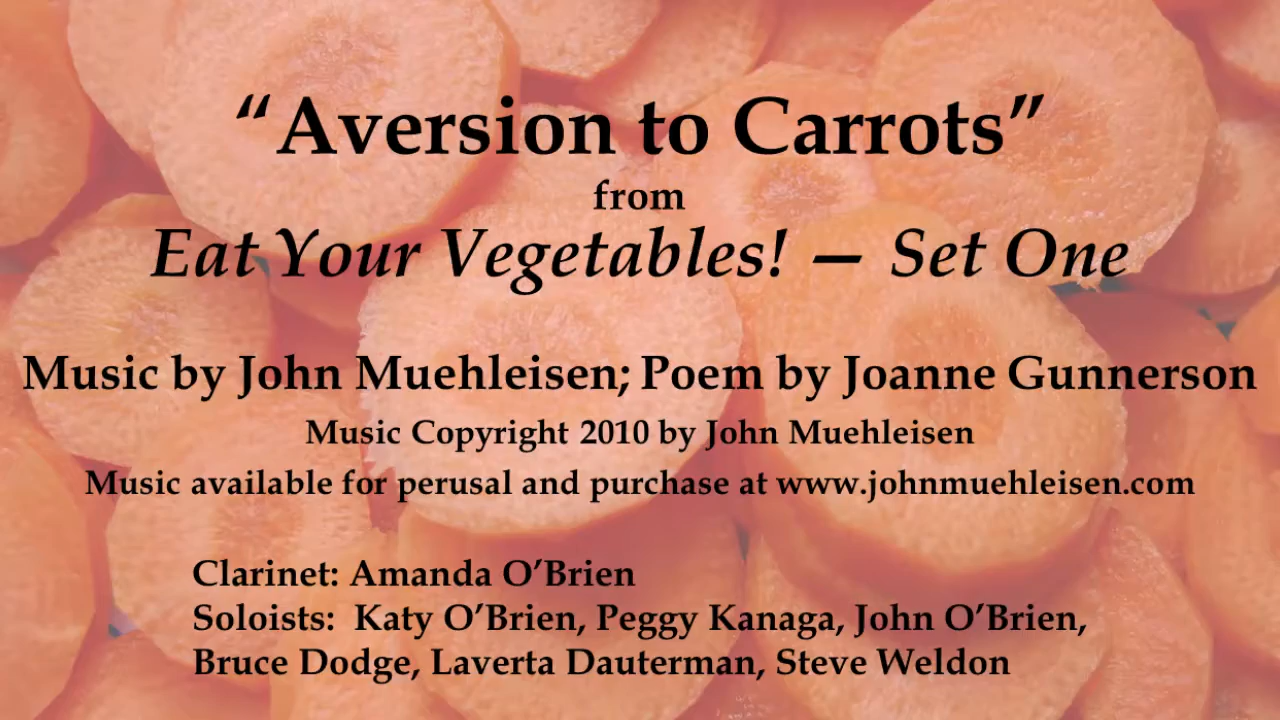 “Aversion to Carrots”
from
Eat Your Vegetables! — Set One
Music by John Muehleisen; Poem by Joanne Gunnerson
Music Copyright 2010 by John Muehleisen
Music available for perusal and purchase at www.johnmuehleisen.com
Clarinet: Amanda O’Brien
Soloists:  Katy O’Brien, Peggy Kanaga, John O’Brien,
Bruce Dodge, Laverta Dauterman, Steve Weldon